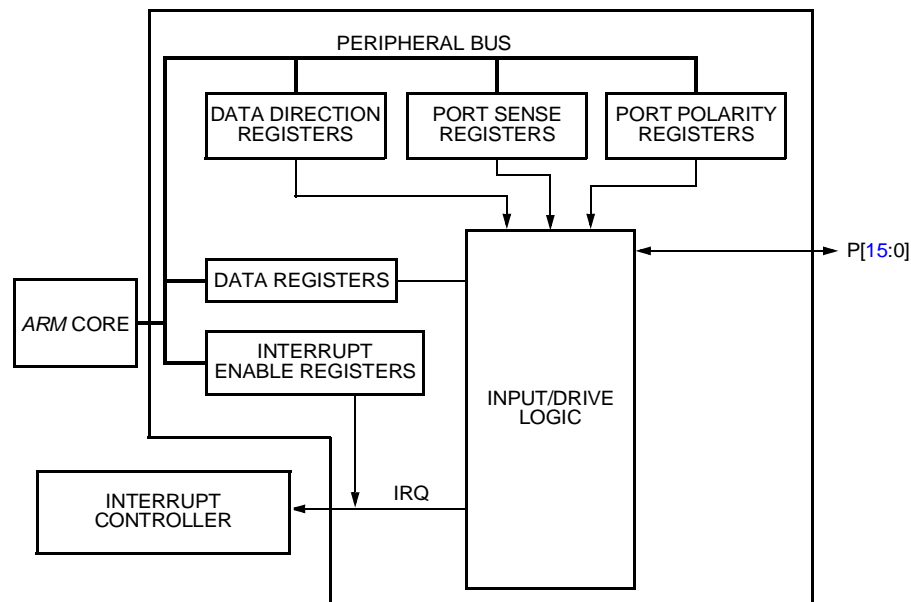 PERIPHERAL BUS
DATA DIRECTION
REGISTERS
PORT SENSE
REGISTERS
PORT POLARITY
REGISTERS
P[15:0]
DATA REGISTERS
ARM CORE
INTERRUPT
ENABLE REGISTERS
INPUT/DRIVE
LOGIC
IRQ
INTERRUPT
CONTROLLER